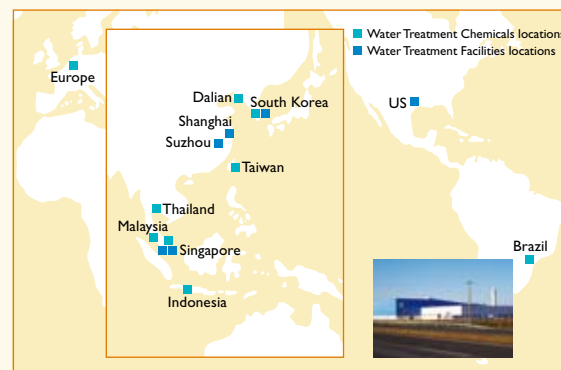 Water Treatment Chemicals locations
Water Treatment Facilities locations
Europe
Dalian
South Korea
US
Shanghai
Suzhou
Taiwan
Thailand
Malaysia
Singapore
Brazil
Indonesia